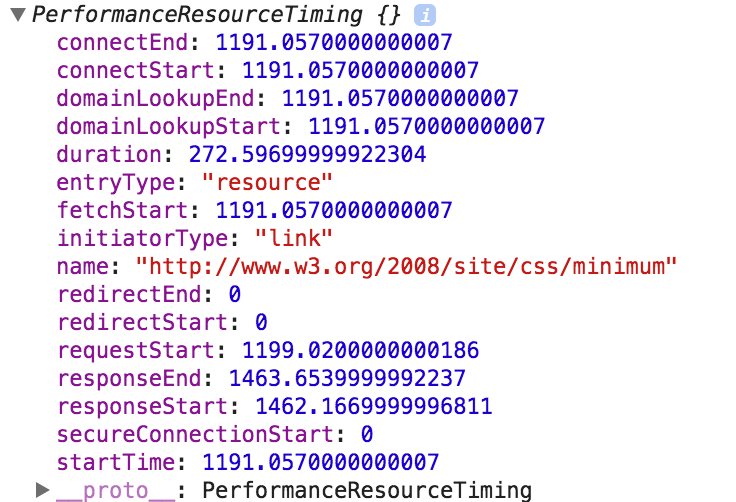 ▼PerformanceResourceTiming {} i
connectEnd: 1191.0570000000007
connectStart: 1191.0570000000007
domainLookupEnd: 1191.0570000000007
domainLookupStart: 1191.0570000000007
duration: 272.59699999922304
entryType: "resource"
fetchStart: 1191.0570000000007
initiatorType: "link"
name: "http://www.w3.org/2008/site/css/minimum"
redirectEnd: 0
redirectStart: 0
requestStart: 1199.0200000000186
responseEnd: 1463.6539999992237
responseStart: 1462.1669999996811
secureConnectionStart: 0
startTime: 1191.0570000000007
▶__proto__: PerformanceResourceTiming